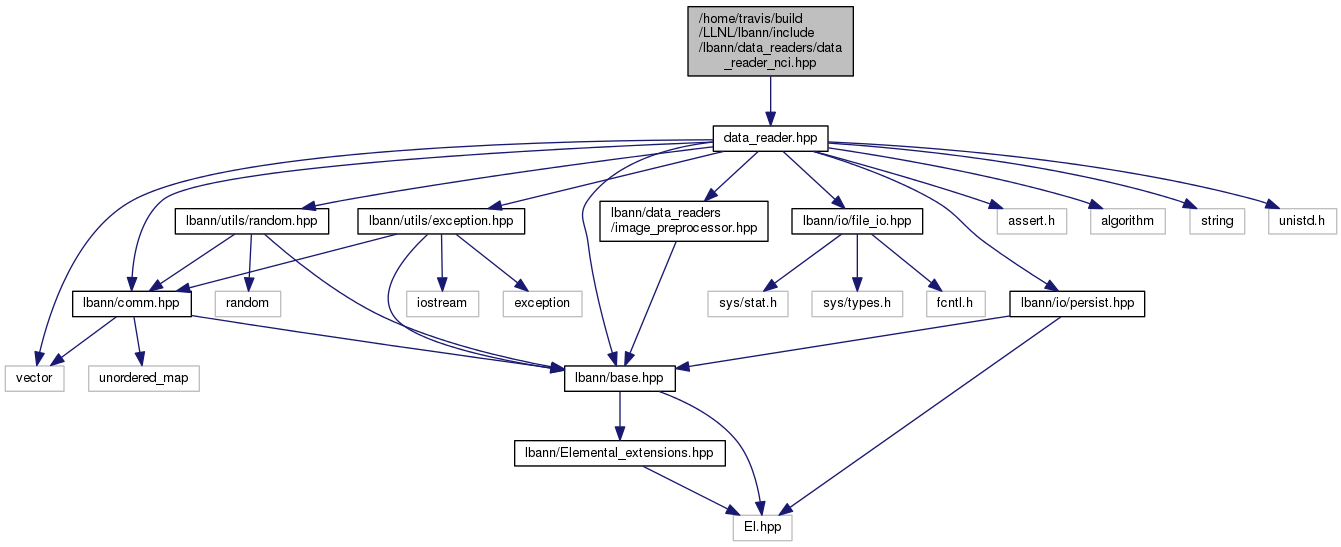 /home/travis/build
/LLNL/lbann/include
/lbann/data_readers/data
_reader_nci.hpp
data_reader.hpp
lbann/utils/random.hpp
lbann/utils/exception.hpp
lbann/data_readers
/image_preprocessor.hpp
lbann/io/file_io.hpp
assert.h
algorithm
string
unistd.h
lbann/comm.hpp
random
iostream
exception
sys/stat.h
sys/types.h
fcntl.h
lbann/io/persist.hpp
vector
unordered_map
lbann/base.hpp
lbann/Elemental_extensions.hpp
El.hpp